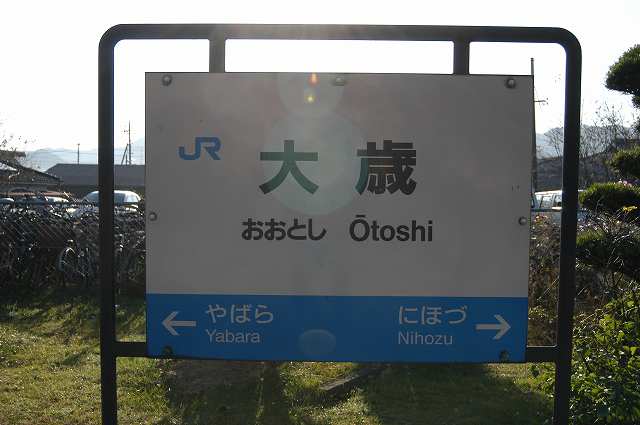 JR
大歳
おおとし Ōtoshi
← やばら にほづ →
Yabara Nihozu